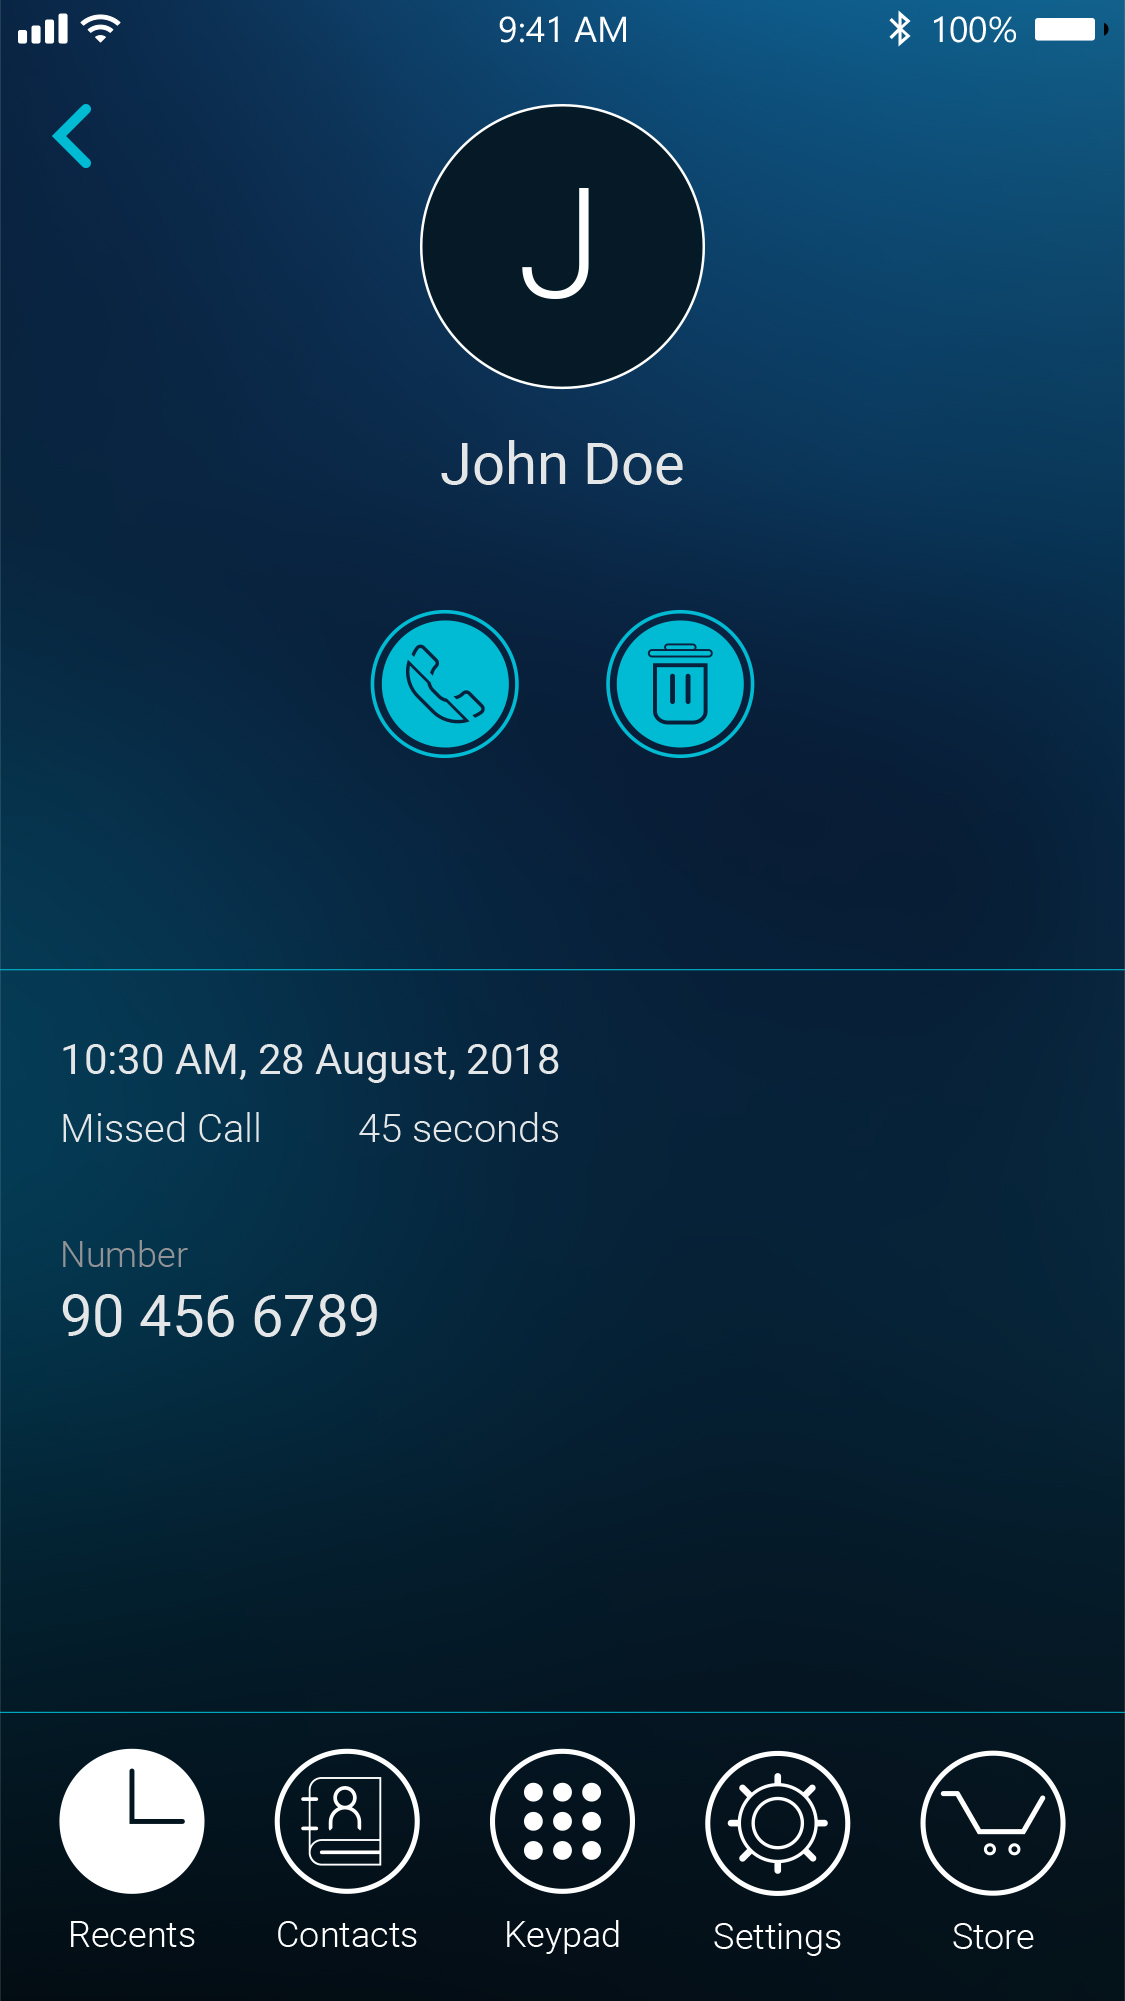 9:41 AM 100%
J
John Doe
10:30 AM, 28 August, 2018
Missed Call 45 seconds
Number
90 456 6789
Recents Contacts Keypad Settings Store